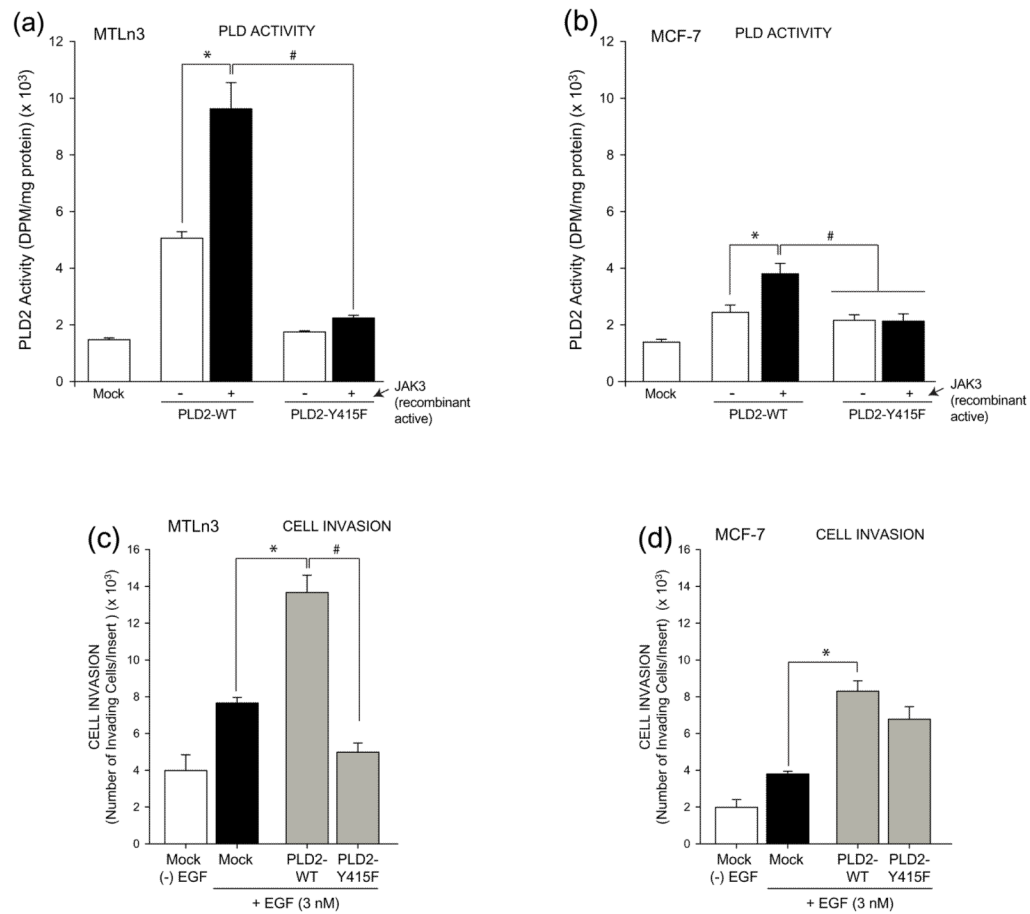 (a)
MTLn3
PLD ACTIVITY
PLD2 Activity (DPM/mg protein) (x 10³)
12
10
8
6
4
2
0
*
#
Mock
-
+
-
+
PLD2-WT
PLD2-Y415F
JAK3
(recombinant
active)
(b)
MCF-7
PLD ACTIVITY
PLD2 Activity (DPM/mg protein) (x 10³)
12
10
8
6
4
2
0
*
#
Mock
-
+
-
+
PLD2-WT
PLD2-Y415F
JAK3
(recombinant
active)
(c)
MTLn3
CELL INVASION
CELL INVASION
(Number of Invading Cells/Insert ) (x 10³)
16
14
12
10
8
6
4
2
0
*
#
Mock
(-) EGF
Mock
PLD2-
WT
PLD2-
Y415F
+ EGF (3 nM)
(d)
MCF-7
CELL INVASION
CELL INVASION
(Number of Invading Cells/Insert) (x 10³)
16
14
12
10
8
6
4
2
0
*
Mock
(-) EGF
Mock
PLD2-
WT
PLD2-
Y415F
+ EGF (3 nM)